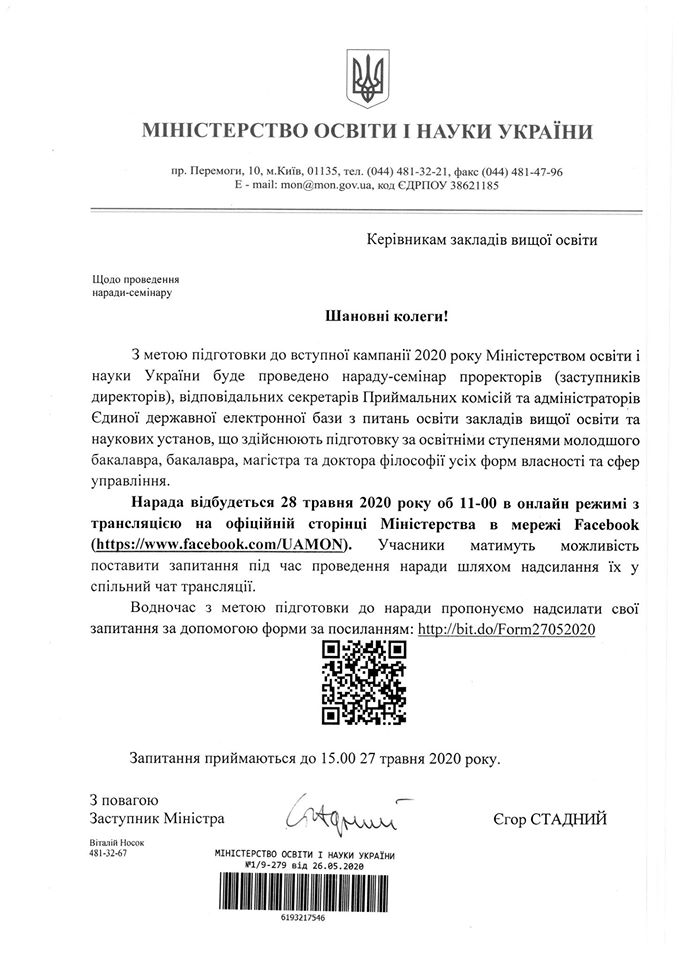 МІНІСТЕРСТВО ОСВІТИ І НАУКИ УКРАЇНИ
пр. Перемоги, 10, м.Київ, 01135, тел. (044) 481-32-21, факс (044) 481-47-96
E - mail: mon@mon.gov.ua, код ЄДРПОУ 38621185
Керівникам закладів вищої освіти
Щодо проведення
наради-семінару
Шановні колеги!
З метою підготовки до вступної кампанії 2020 року Міністерством освіти і
науки України буде проведено нараду-семінар проректорів (заступників
директорів), відповідальних секретарів Приймальних комісій та адміністраторів
Єдиної державної електронної бази з питань освіти закладів вищої освіти та
наукових установ, що здійснюють підготовку за освітніми ступенями молодшого
бакалавра, бакалавра, магістра та доктора філософії усіх форм власності та сфер
управління.
Нарада відбудеться 28 травня 2020 року об 11-00 в онлайн режимі з
трансляцією на офіційній сторінці Міністерства в мережі Facebook
(https://www.facebook.com/UAMON). Учасники матимуть можливість
поставити запитання під час проведення наради шляхом надсилання їх у
спільний чат трансляції.
Водночас з метою підготовки до наради пропонуємо надсилати свої
запитання за допомогою форми за посиланням: http://bit.do/Form27052020
Запитання приймаються до 15.00 27 травня 2020 року.
З повагою
Заступник Міністра Єгор СТАДНИЙ
Віталій Носок
481-32-67
МІНІСТЕРСТВО ОСВІТИ І НАУКИ УКРАЇНИ
№1/9-279 від 26.05.2020
6193217546